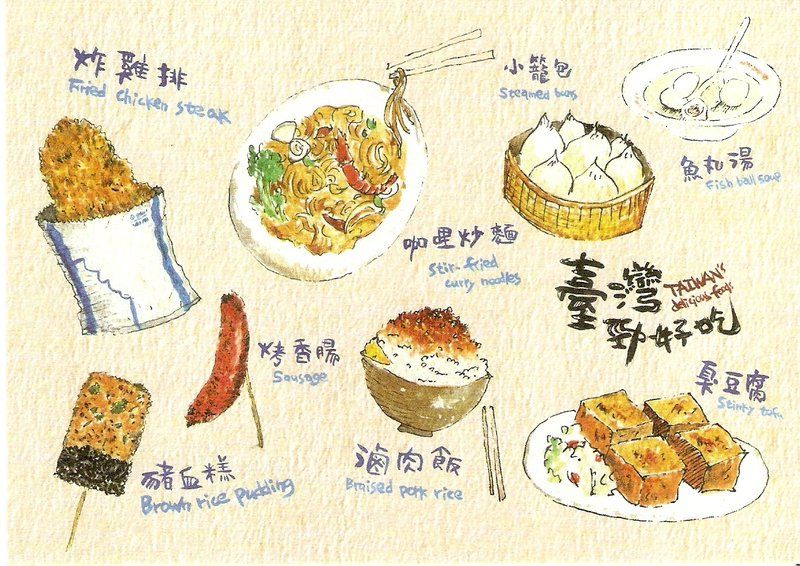 炸雞排
Fried chicken steak
小籠包
Steamed buns
魚丸湯
Fish ball soup
咖哩炒麵
Stir-fried
curry noodles
臺灣
勁好吃
TAIWAN's
delicious foods
烤香腸
Sausage
滷肉飯
Braised pork rice
臭豆腐
Stinky tofu
豬血糕
Brown rice pudding